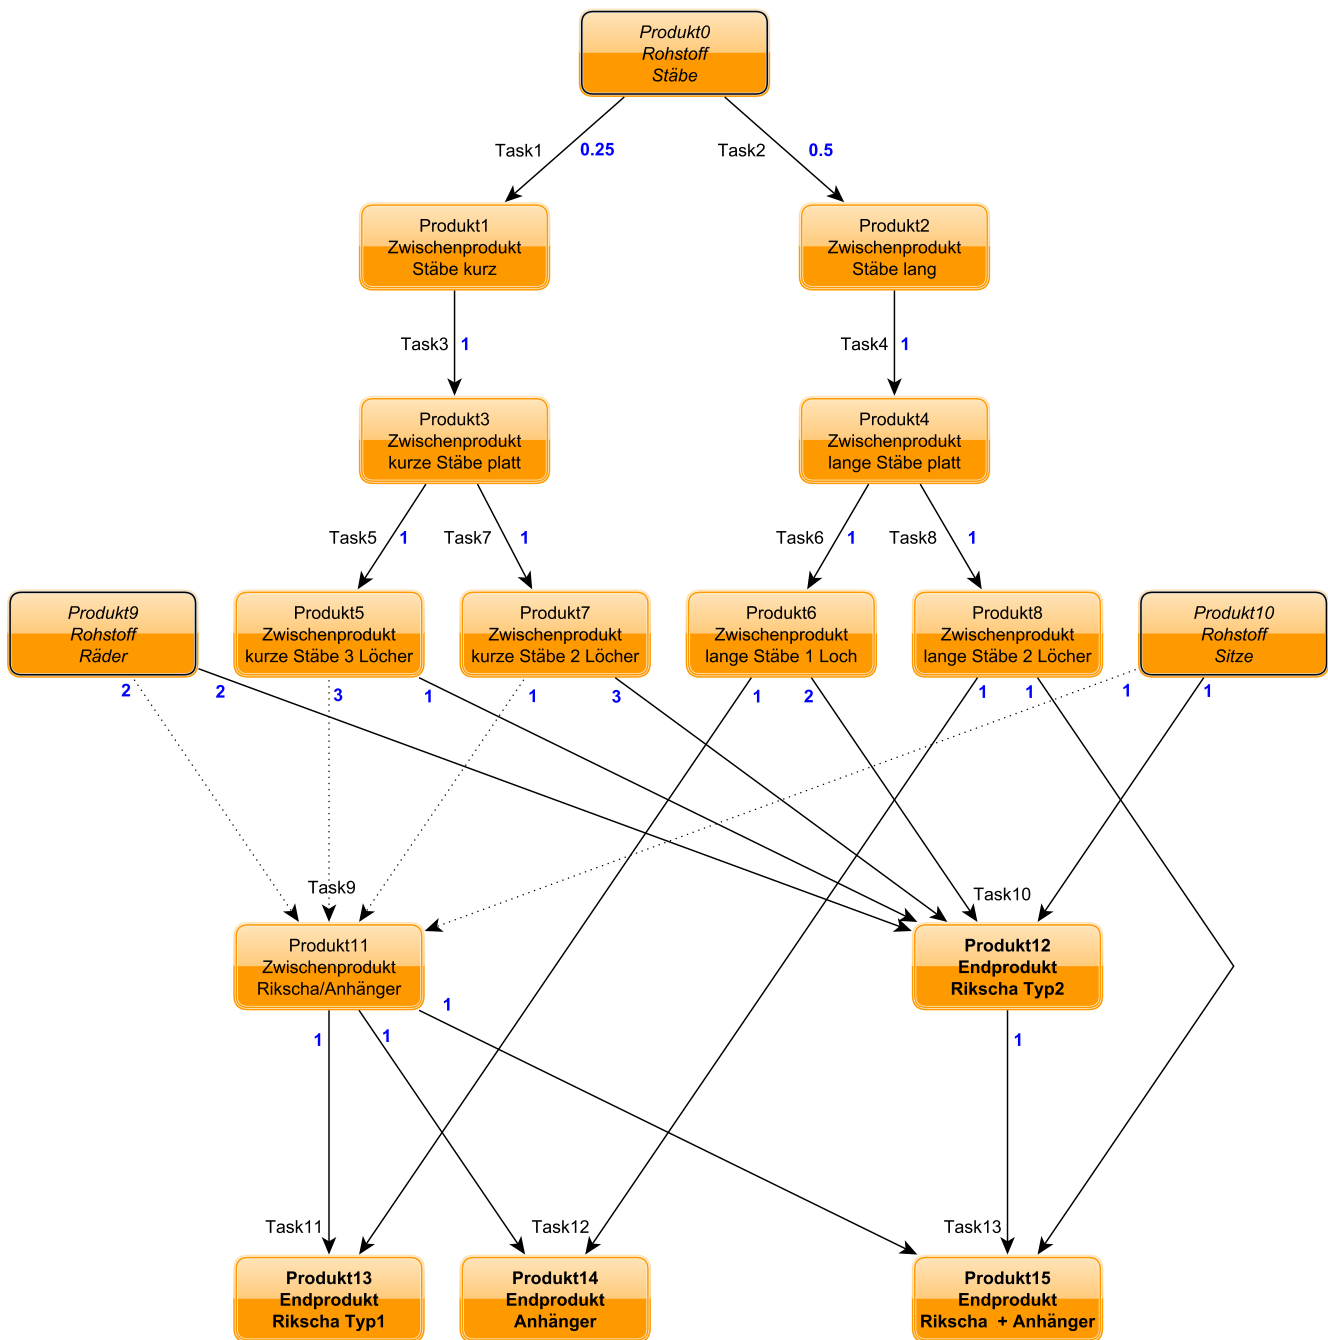 Produkt0
Rohstoff
Stäbe
Task1
0.25
Task2
0.5
Produkt1
Zwischenprodukt
Stäbe kurz
Produkt2
Zwischenprodukt
Stäbe lang
Task3
1
Task4
1
Produkt3
Zwischenprodukt
kurze Stäbe platt
Produkt4
Zwischenprodukt
lange Stäbe platt
Task5
1
Task7
1
Task6
1
Task8
1
Produkt9
Rohstoff
Räder
Produkt5
Zwischenprodukt
kurze Stäbe 3 Löcher
Produkt7
Zwischenprodukt
kurze Stäbe 2 Löcher
Produkt6
Zwischenprodukt
lange Stäbe 1 Loch
Produkt8
Zwischenprodukt
lange Stäbe 2 Löcher
Produkt10
Rohstoff
Sitze
2
2
3
1
1
3
1
2
1
1
1
1
Task9
Task10
Produkt11
Zwischenprodukt
Rikscha/Anhänger
Produkt12
Endprodukt
Rikscha Typ2
1
1
1
1
Task11
Task12
Task13
Produkt13
Endprodukt
Rikscha Typ1
Produkt14
Endprodukt
Anhänger
Produkt15
Endprodukt
Rikscha + Anhänger